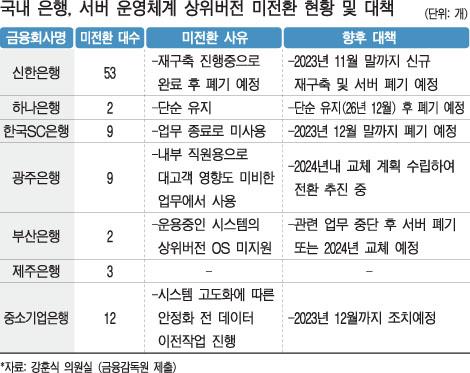 국내 은행, 서버 운영체계 상위버전 미전환 현황 및 대책
(단위: 개)
금융회사명 미전환 대수 미전환 사유 향후 대책
신한은행 53
-재구축 진행중으로
완료 후 폐기 예정
-2023년 11월 말까지 신규
재구축 및 서버 폐기 예정
하나은행 2 -단순 유지 -단순 유지(26년 12월) 후 폐기 예정
한국SC은행 9 -업무 종료로 미사용 -2023년 12월 말까지 폐기 예정
광주은행 9
-내부 직원용으로
대고객 영향도 미비한
업무에서 사용
-2024년내 교체 계획 수립하여
전환 추진 중
부산은행 2
-운용중인 시스템의
상위버전 OS 미지원
-관련 업무 중단 후 서버 폐기
또는 2024년 교체 예정
제주은행 3 - -
중소기업은행 12
-시스템 고도화에 따른
안정화 전 데이터
이전작업 진행
-2023년 12월까지 조치예정
*자료: 강훈식 의원실 (금융감독원 제출)